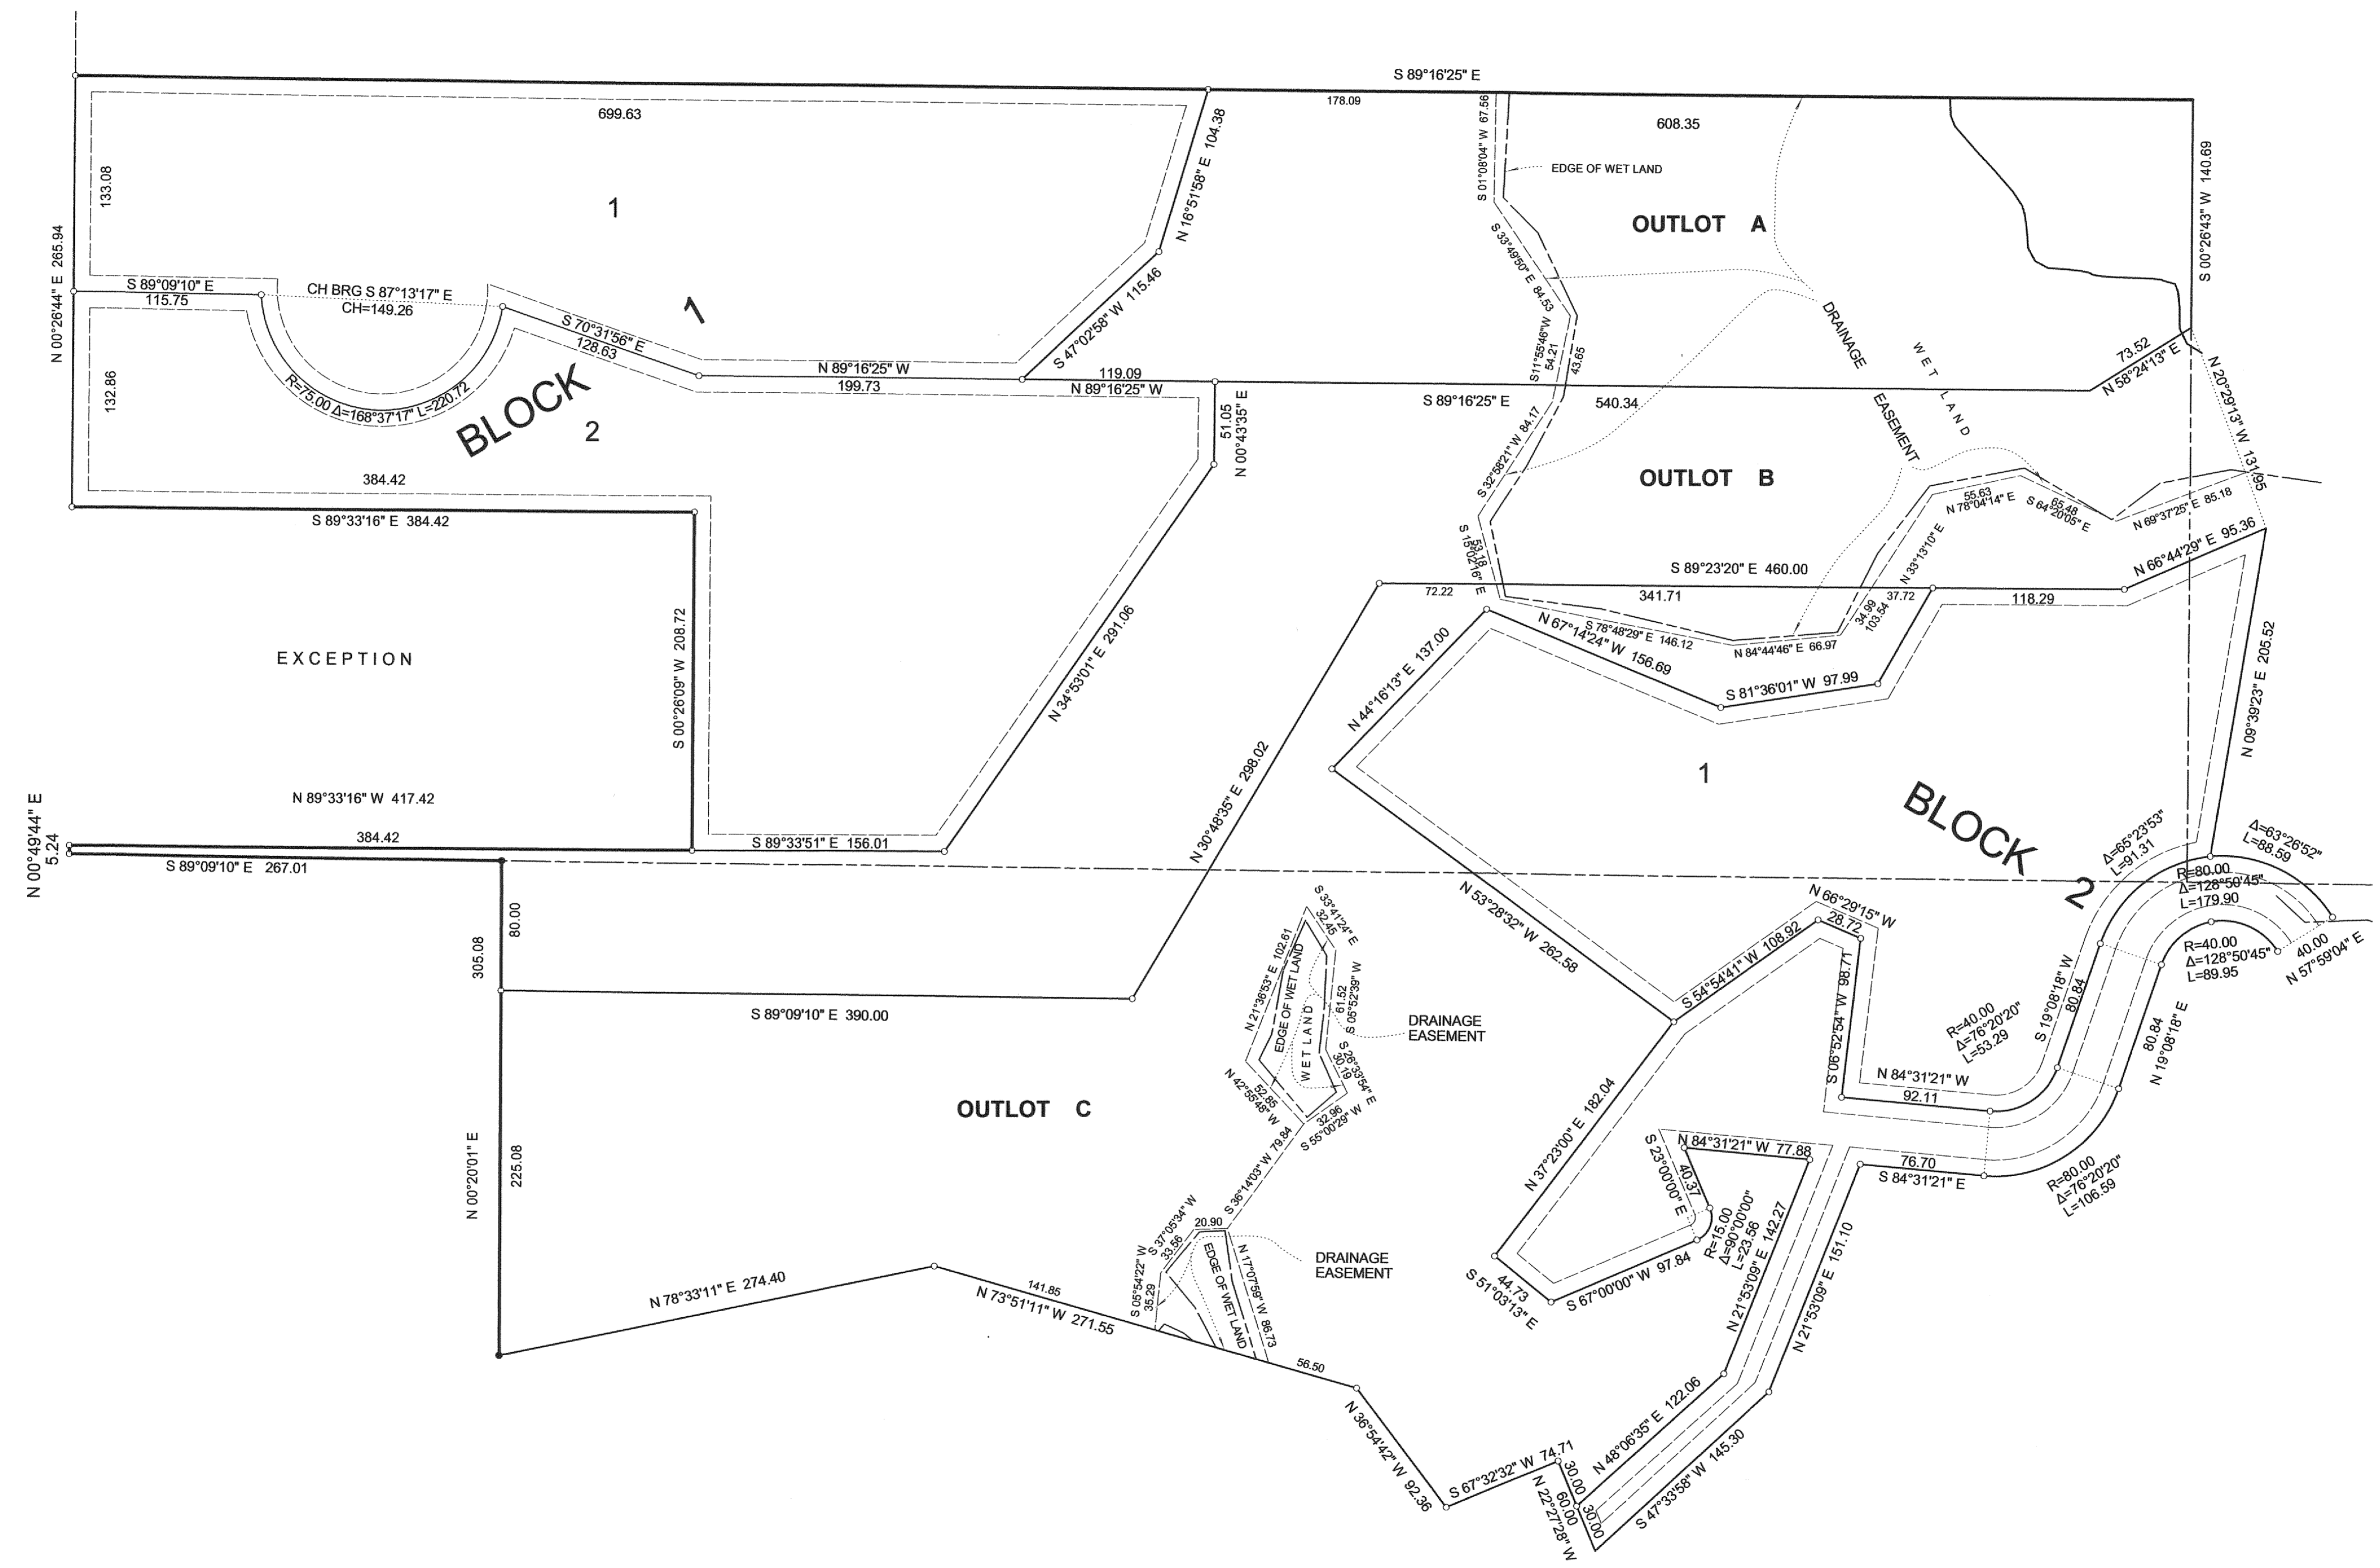 S 89°16'25" E
178.09
699.63
608.35
133.08
N 00°26'44" E 265.94
1
N 16°51'58" E 104.38
S 01°08'04" W 67.56
EDGE OF WET LAND
OUTLOT A
S 00°26'43" W 140.69
S 33°49'50" E 84.53
S 89°09'10" E
115.75
CH BRG S 87°13'17" E
CH=149.26
S 47°02'58" W 115.46
S 70°31'56" E
128.63
1
BLOCK
R=75.00 Δ=168°37'17" L=220.72
132.86
2
N 89°16'25" W
199.73
119.09
N 89°16'25" W
51.05
N 00°43'35" E
S11°55'46"W
54.21
43.65
DRAINAGE
EASEMENT
WET LAND
73.52
N 58°24'13" E
N 20°29'13" W 131.95
S 89°16'25" E
540.34
S 32°58'21" W 84.17
OUTLOT B
384.42
S 89°33'16" E 384.42
53.18
S 15°02'16" E
55.63
N 78°04'14" E
65.48
S 64°20'05" E
N 69°37'25" E 85.18
N 33°13'10" E
34.99
103.54
S 89°23'20" E 460.00
72.22
341.71
37.72
118.29
N 66°44'29" E 95.36
S 78°48'29" E 146.12
N 84°44'46" E 66.97
N 67°14'24" W 156.69
S 81°36'01" W 97.99
N 44°16'13" E 137.00
N 09°39'23" E 205.52
EXCEPTION
S 00°26'09" W 208.72
N 34°53'01" E 291.06
N 30°48'35" E 298.02
1
BLOCK
2
N 89°33'16" W 417.42
384.42
N 00°49'44" E
5.24
S 89°09'10" E 267.01
S 89°33'51" E 156.01
80.00
305.08
N 53°28'32" W 262.58
Δ=65°23'53"
L=91.31
Δ=63°26'52"
L=88.59
R=80.00
Δ=128°50'45"
L=179.90
R=40.00
Δ=128°50'45"
L=89.95
40.00
N 57°59'04" E
N 66°29'15" W
28.72
S 54°54'41" W 108.92
S 06°52'54" W 98.71
S 19°08'18" W
80.84
80.84
N 19°08'18" E
R=40.00
Δ=76°20'20"
L=53.29
N 84°31'21" W
92.11
S 33°41'24" E
32.45
N 21°36'53" E 102.61
EDGE OF WET LAND
WET LAND
61.52
S 05°52'39" W
S 26°33'54" E
30.19
52.85
N 42°55'48" W
32.96
S 55°00'29" W
DRAINAGE
EASEMENT
S 89°09'10" E 390.00
OUTLOT C
N 00°20'01" E
225.08
S 36°14'03" W 79.84
20.90
S 37°05'34" W
33.56
S 05°54'22" W
35.29
EDGE OF WET LAND
N 17°07'59" W 86.73
DRAINAGE
EASEMENT
N 78°33'11" E 274.40
141.85
N 73°51'11" W 271.55
56.50
N 37°23'00" E 182.04
N 84°31'21" W 77.88
S 23°00'00" E
40.37
R=15.00
Δ=90°00'00"
L=23.56
76.70
S 84°31'21" E
R=80.00
Δ=76°20'20"
L=106.59
44.73
S 51°03'13" E
S 67°00'00" W 97.84
N 21°53'09" E 142.27
N 21°53'09" E 151.10
N 36°54'42" W 92.36
S 67°32'32" W 74.71
30.00
60.00
30.00
N 22°27'28" W
N 48°06'35" E 122.06
S 47°33'58" W 145.30